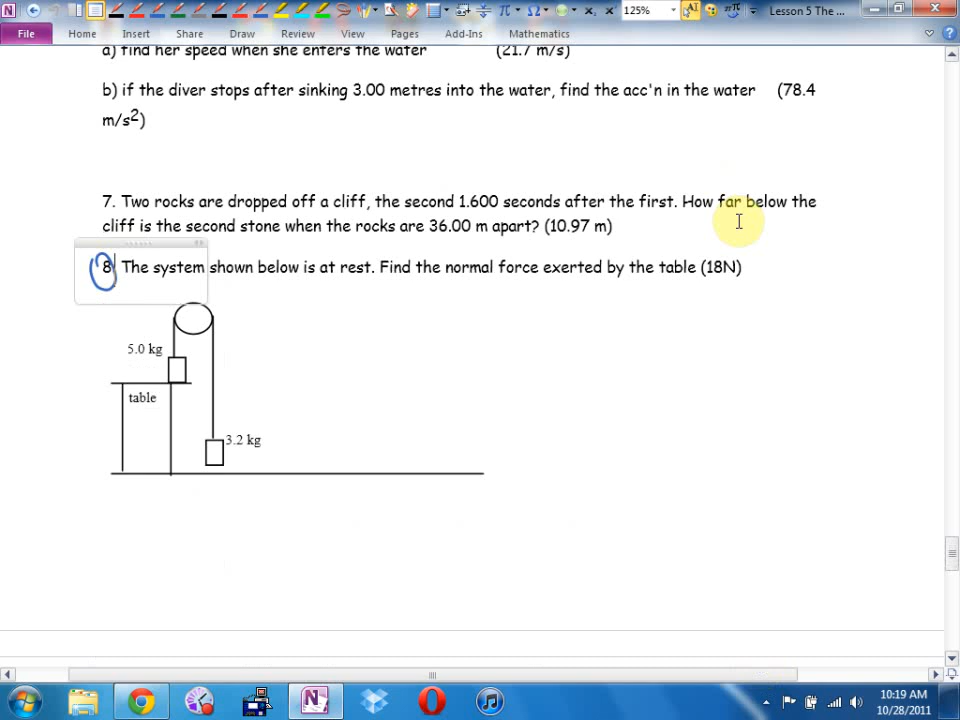 125%
Lesson 5 The ...
File Home Insert Share Draw Review View Pages Add-Ins Mathematics
a) find her speed when she enters the water (21.7 m/s)
b) if the diver stops after sinking 3.00 metres into the water, find the acc'n in the water (78.4
m/s2)
7. Two rocks are dropped off a cliff, the second 1.600 seconds after the first. How far below the
cliff is the second stone when the rocks are 36.00 m apart? (10.97 m)
8 The system shown below is at rest. Find the normal force exerted by the table (18N)
5.0 kg
table
3.2 kg
10:19 AM
10/28/2011